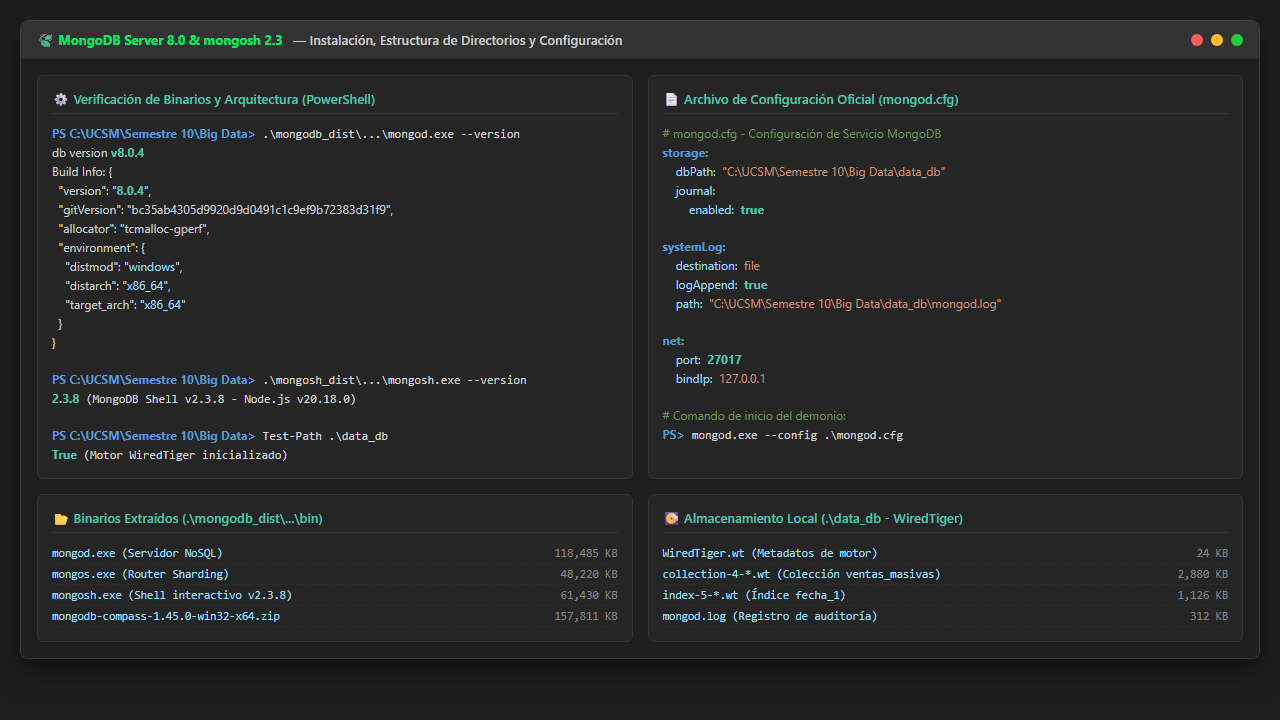 MongoDB Server 8.0 & mongosh 2.3 — Instalación, Estructura de Directorios y Configuración
Verificación de Binarios y Arquitectura (PowerShell)
PS C:\UCSM\Semestre 10\Big Data> .\mongodb_dist\...\mongod.exe --version
db version v8.0.4
Build Info: {
"version": "8.0.4",
"gitVersion": "bc35ab4305d9920d9d0491c1c9ef9b72383d31f9",
"allocator": "tcmalloc-gperf",
"environment": {
"distmod": "windows",
"distarch": "x86_64",
"target_arch": "x86_64"
}
}
PS C:\UCSM\Semestre 10\Big Data> .\mongosh_dist\...\mongosh.exe --version
2.3.8 (MongoDB Shell v2.3.8 - Node.js v20.18.0)
PS C:\UCSM\Semestre 10\Big Data> Test-Path .\data_db
True (Motor WiredTiger inicializado)
Archivo de Configuración Oficial (mongod.cfg)
# mongod.cfg - Configuración de Servicio MongoDB
storage:
dbPath: "C:\UCSM\Semestre 10\Big Data\data_db"
journal:
enabled: true
systemLog:
destination: file
logAppend: true
path: "C:\UCSM\Semestre 10\Big Data\data_db\mongod.log"
net:
port: 27017
bindIp: 127.0.0.1
# Comando de inicio del demonio:
PS> mongod.exe --config .\mongod.cfg
Binarios Extraídos (.\mongodb_dist\...\bin)
mongod.exe (Servidor NoSQL) 118,485 KB
mongos.exe (Router Sharding) 48,220 KB
mongosh.exe (Shell interactivo v2.3.8) 61,430 KB
mongodb-compass-1.45.0-win32-x64.zip 157,811 KB
Almacenamiento Local (.\data_db - WiredTiger)
WiredTiger.wt (Metadatos de motor) 24 KB
collection-4-*.wt (Colección ventas_masivas) 2,880 KB
index-5-*.wt (Índice fecha_1) 1,126 KB
mongod.log (Registro de auditoría) 312 KB